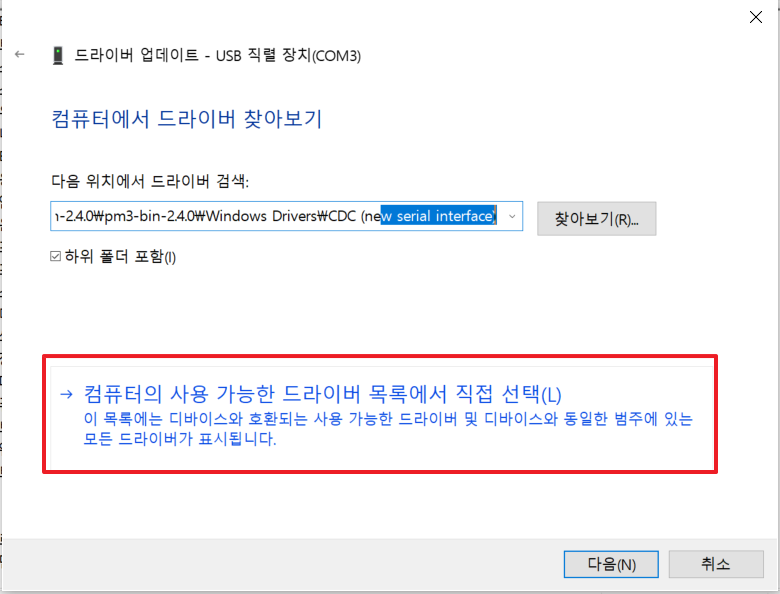 드라이버 업데이트 - USB 직렬 장치(COM3)
컴퓨터에서 드라이버 찾아보기
다음 위치에서 드라이버 검색:
-2.4.0₩pm3-bin-2.4.0₩Windows Drivers₩CDC (new serial interface)
찾아보기(R)...
하위 폴더 포함(I)
→ 컴퓨터의 사용 가능한 드라이버 목록에서 직접 선택(L)
이 목록에는 디바이스와 호환되는 사용 가능한 드라이버 및 디바이스와 동일한 범주에 있는
모든 드라이버가 표시됩니다.
다음(N)
취소